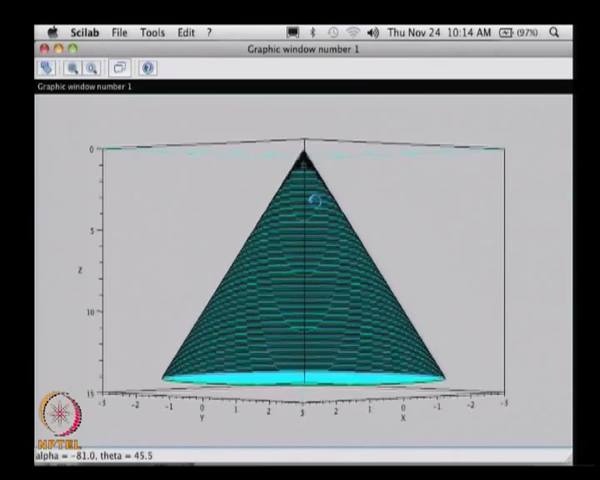 Scilab File Tools Edit ? Thu Nov 24 10:14 AM (97%)
Graphic window number 1
Graphic window number 1
0
5
Z
10
15
-3 -2 -1 0 1 2 3 2 1 0 -1 -2 -3
Y X
NPTEL
alpha = -81.0, theta = 45.5